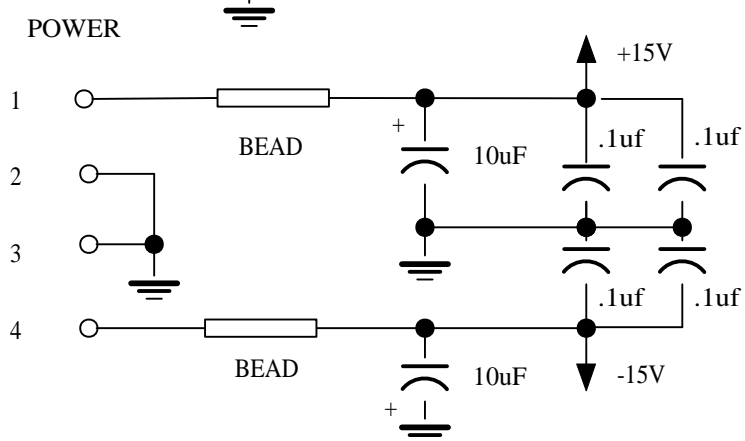 POWER
+15V
1
+
.1uf
.1uf
BEAD
10uF
2
3
4
.1uf
.1uf
BEAD
10uF
-15V
+